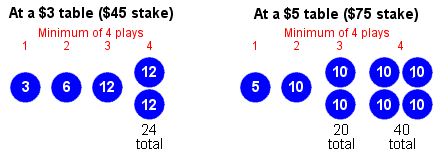 At a $3 table ($45 stake)
Minimum of 4 plays
1 2 3 4
3 6 12 12
12
24
total
At a $5 table ($75 stake)
Minimum of 4 plays
1 2 3 4
5 10 10 10 10
10 10 10
20 40
total total